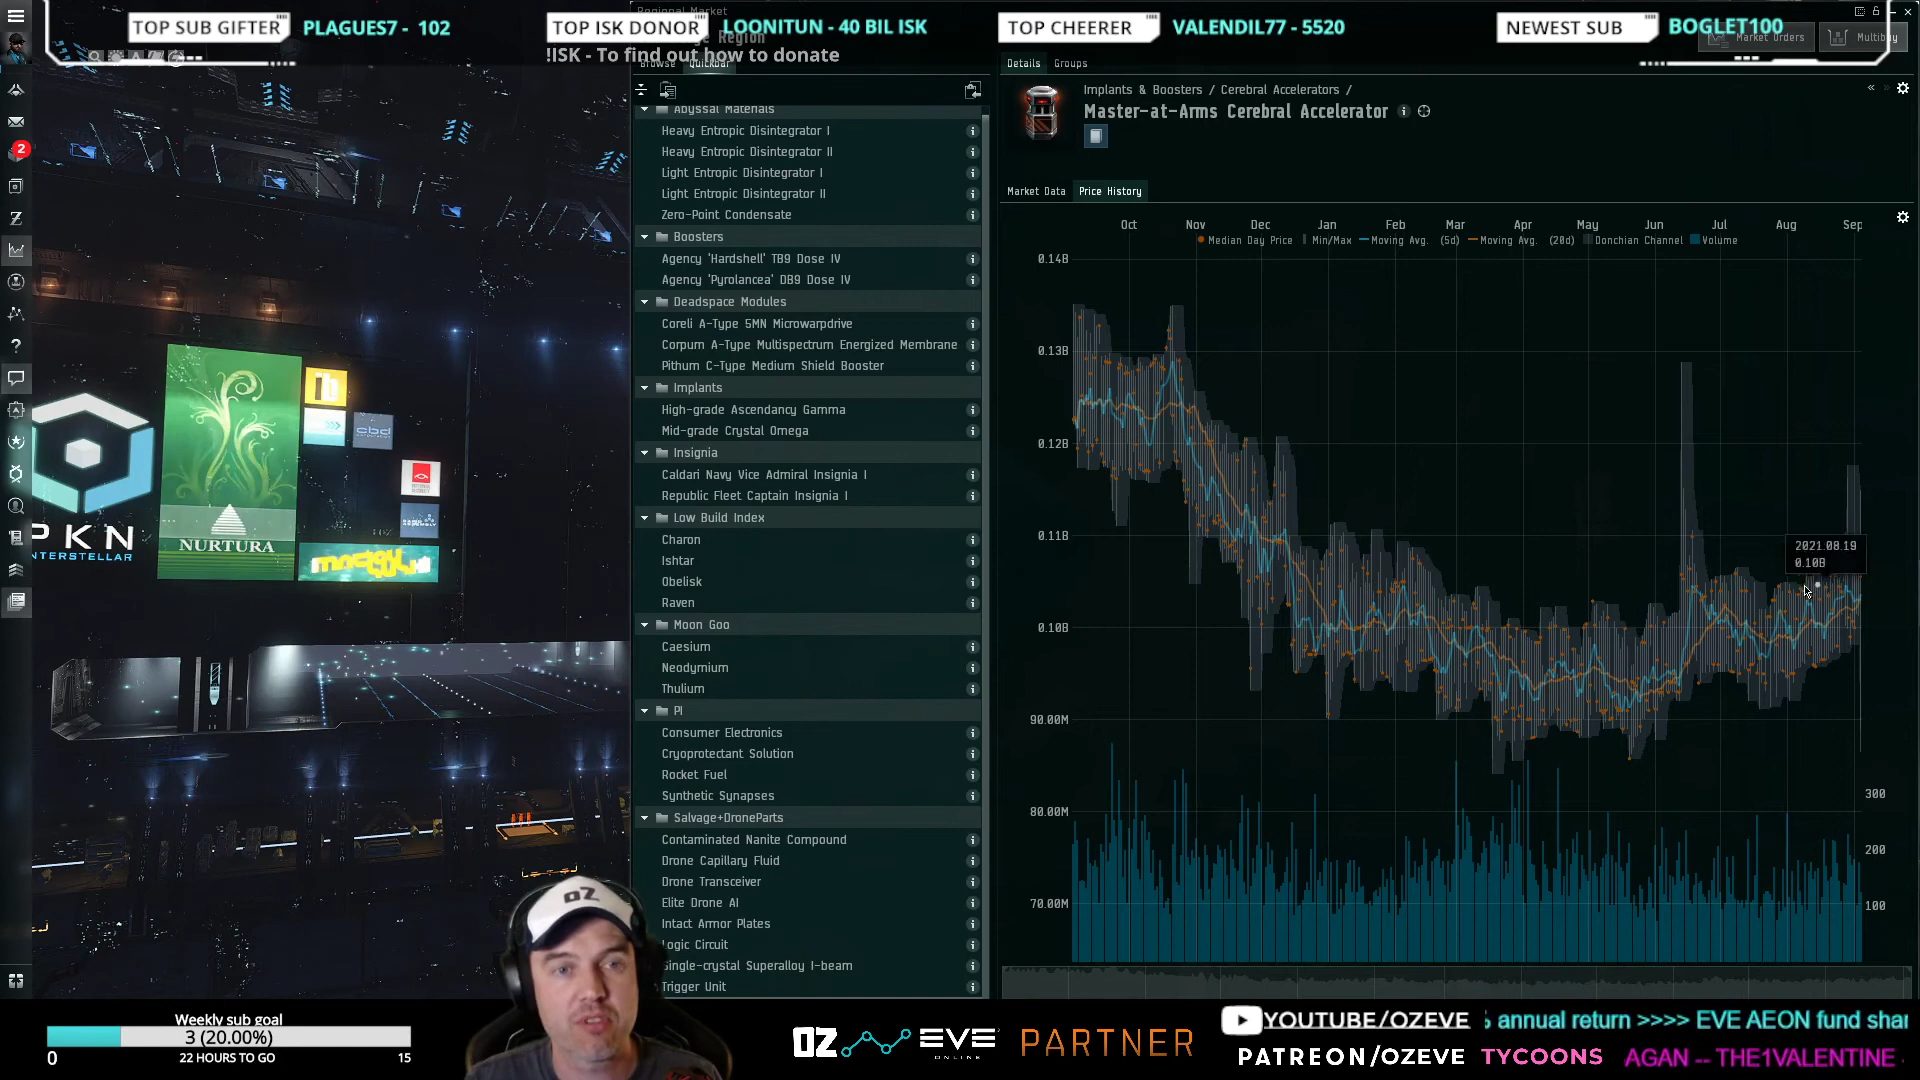 TOP SUB GIFTER PLAGUES7 - 102
TOP ISK DONOR LOONITUN - 40 BIL ISK
TOP CHEERER VALENDIL77 - 5520
NEWEST SUB BOGLET100
Regional Market
Region
!ISK - To find out how to donate
Market Orders
Browse Quickbar
Details Groups
Implants & Boosters / Cerebral Accelerators /
Master-at-Arms Cerebral Accelerator
Market Data Price History
Abyssal Materials
Heavy Entropic Disintegrator I
Heavy Entropic Disintegrator II
Light Entropic Disintegrator I
Light Entropic Disintegrator II
Zero-Point Condensate
Boosters
Agency 'Hardshell' TB9 Dose IV
Agency 'Pyrolancea' DB9 Dose IV
Deadspace Modules
Coreli A-Type 5MN Microwarpdrive
Corpum A-Type Multispectrum Energized Membrane
Pithum C-Type Medium Shield Booster
Implants
High-grade Ascendancy Gamma
Mid-grade Crystal Omega
Insignia
Caldari Navy Vice Admiral Insignia I
Republic Fleet Captain Insignia I
Low Build Index
Charon
Ishtar
Obelisk
Raven
Moon Goo
Caesium
Neodymium
Thulium
PI
Consumer Electronics
Cryoprotectant Solution
Rocket Fuel
Synthetic Synapses
Salvage+DroneParts
Contaminated Nanite Compound
Drone Capillary Fluid
Drone Transceiver
Elite Drone AI
Intact Armor Plates
Logic Circuit
Single-crystal Superalloy I-beam
Trigger Unit
Oct Nov Dec Jan Feb Mar Apr May Jun Jul Aug Sep
Median Day Price Min/Max Moving Avg. (5d) Moving Avg. (20d) Donchian Channel Volume
0.14B
0.13B
0.12B
0.11B
0.10B
90.00M
80.00M
70.00M
300
200
100
2021.08.19
0.10B
2
PKN
INTERSTELLAR
NURTURA
cbd
OZ
Weekly sub goal
3 (20.00%)
0 22 HOURS TO GO 15
OZ EVE ONLINE PARTNER
YOUTUBE/OZEVE
% annual return >>>> EVE AEON fund shar
PATREON/OZEVE TYCOONS AGAN -- THE1VALENTINE